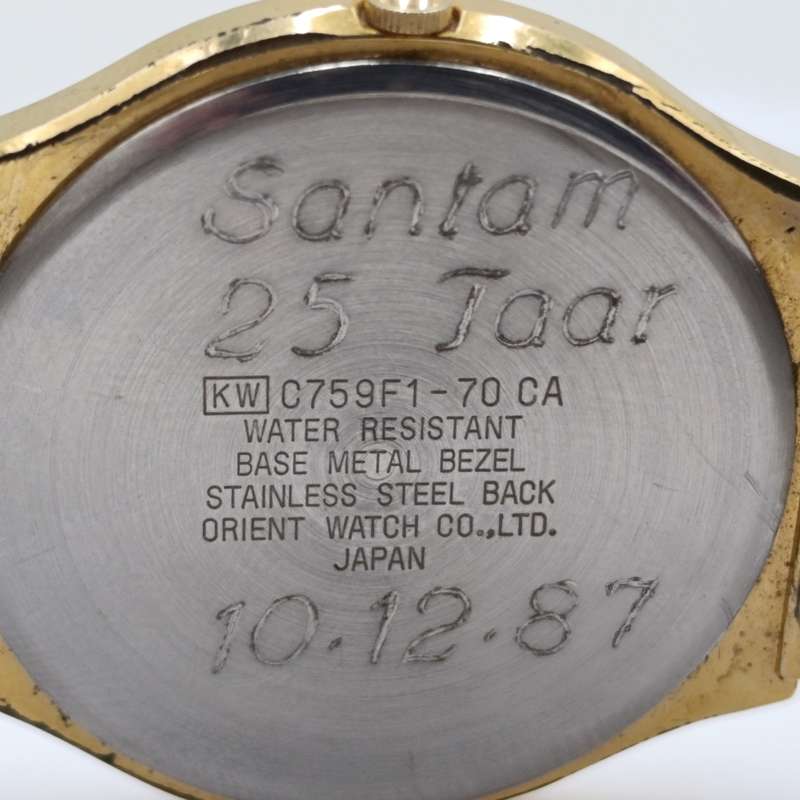 Santam
25 Jaar
KW C759F1-70 CA
WATER RESISTANT
BASE METAL BEZEL
STAINLESS STEEL BACK
ORIENT WATCH CO.,LTD.
JAPAN
10.12.87